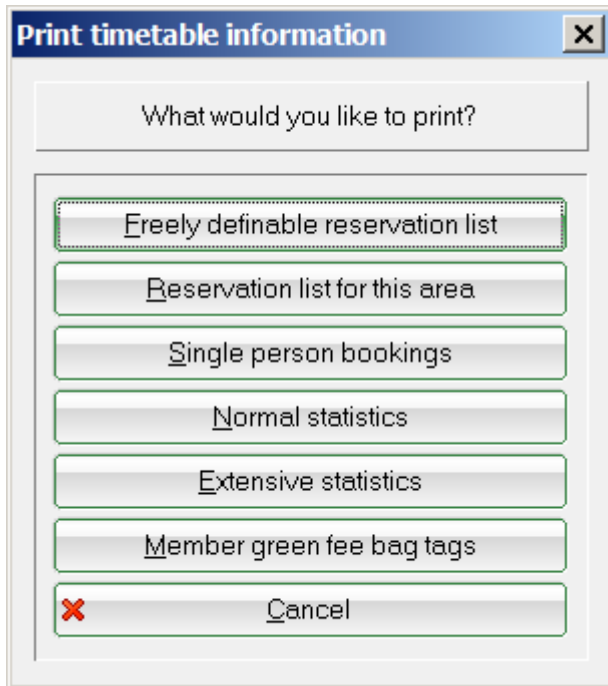 Print timetable information
What would you like to print?
Freely definable reservation list
Reservation list for this area
Single person bookings
Normal statistics
Extensive statistics
Member green fee bag tags
Cancel